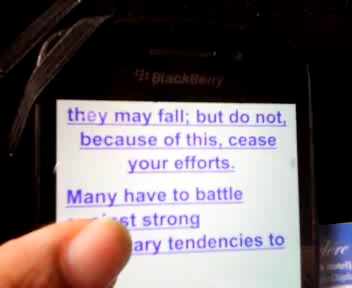 BlackBerry
they may fall; but do not,
because of this, cease
your efforts.
Many have to battle
strong
tendencies to